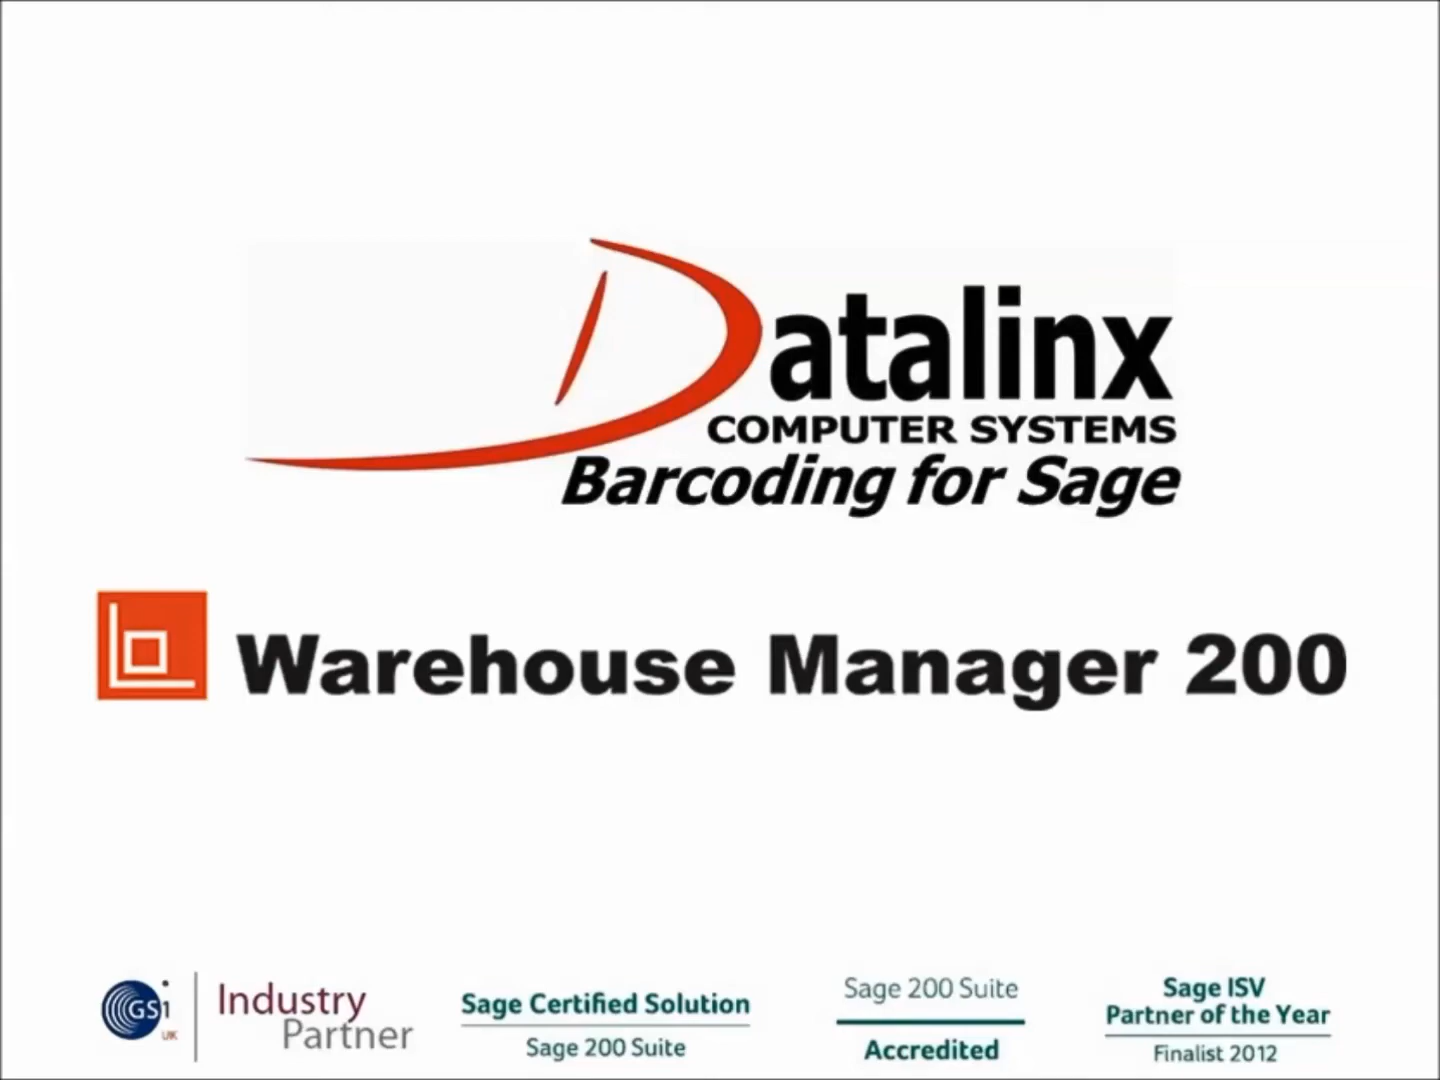 Datalinx
COMPUTER SYSTEMS
Barcoding for Sage
Warehouse Manager 200
GS1
UK
Industry
Partner
Sage Certified Solution
Sage 200 Suite
Sage 200 Suite
Accredited
Sage ISV
Partner of the Year
Finalist 2012